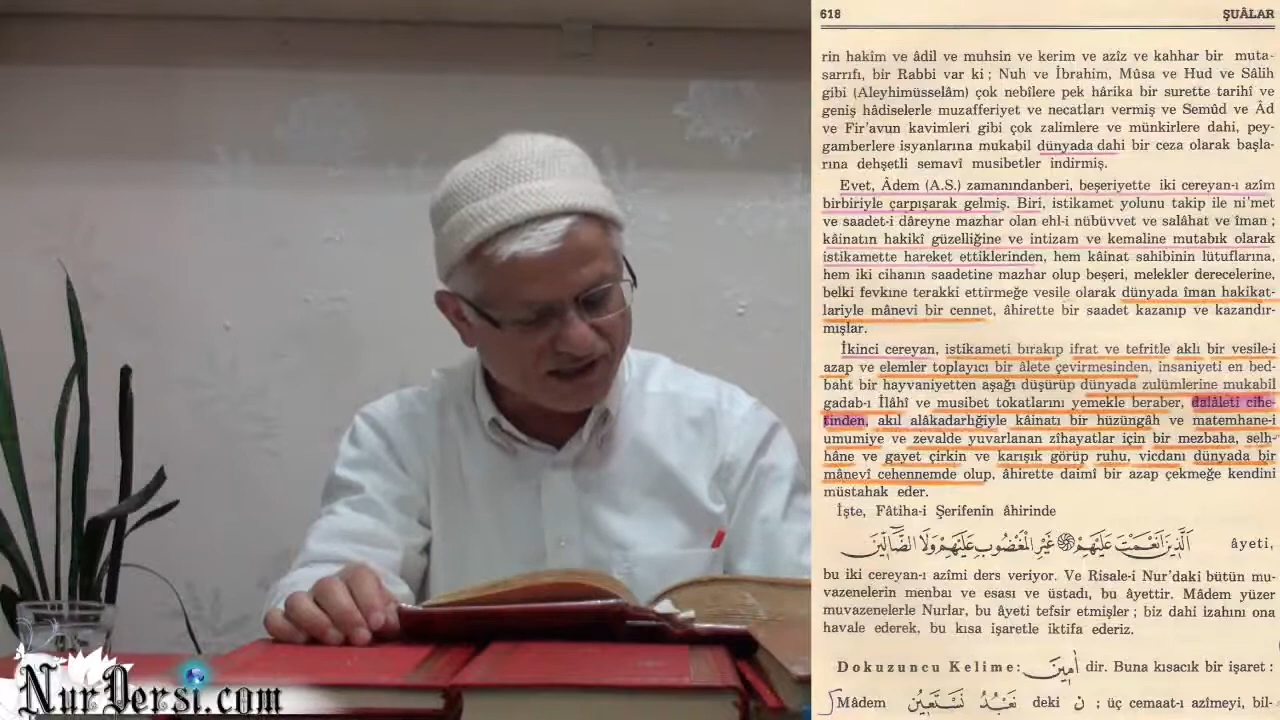 618 ŞUÂLAR
rin hakîm ve âdil ve muhsin ve kerim ve azîz ve kahhar bir muta-
sarrıfı, bir Rabbi var ki ; Nuh ve İbrahim, Mûsa ve Hud ve Sâlih
gibi (Aleyhimüsselâm) çok nebîlere pek hârika bir surette tarihî ve
geniş hâdiselerle muzafferiyet ve necatları vermiş ve Semûd ve Âd
ve Fir'avun kavimleri gibi çok zalimlere ve münkirlere dahi, pey-
gamberlere isyanlarına mukabil dünyada dahi bir ceza olarak başla-
rına dehşetli semavî musibetler indirmiş.
Evet, Âdem (A.S.) zamanındanberi, beşeriyette iki cereyan-ı azîm
birbiriyle çarpışarak gelmiş. Biri, istikamet yolunu takip ile ni'met
ve saadet-i dâreyne mazhar olan ehl-i nübüvvet ve salâhat ve îman ;
kâinatın hakikî güzelliğine ve intizam ve kemaline mutabık olarak
istikamette hareket ettiklerinden, hem kâinat sahibinin lütuflarına,
hem iki cihanın saadetine mazhar olup beşeri, melekler derecelerine,
belki fevkıne terakki ettirmeğe vesile olarak dünyada îman hakikat-
lariyle mânevi bir cennet, âhirette bir saadet kazanıp ve kazandır-
mışlar.
İkinci cereyan, istikameti bırakıp ifrat ve tefritle aklı bir vesile-i
azap ve elemler toplayıcı bir âlete çevirmesinden, insaniyeti en bed-
baht bir hayvaniyetten aşağı düşürüp dünyada zulümlerine mukabil
gadab-ı İlâhî ve musibet tokatlarını yemekle beraber, dalâleti cihe-
tinden, akıl alâkadarlığiyle kâinatı bir hüzüngâh ve matemhane-i
umumiye ve zevalde yuvarlanan zîhayatlar için bir mezbaha, selh-
hâne ve gayet çirkin ve karışık görüp ruhu, vicdanı dünyada bir
mânevî cehennemde olup, âhirette daimî bir azap çekmeğe kendini
müstahak eder.
İşte, Fâtiha-i Şerifenin âhirinde
اَلَّذِينَ اَنْعَمْتَ عَلَيْهِمْ غَيْرِ الْمَغْضُوبِ عَلَيْهِمْ وَلَا الضَّالِّينَ âyeti,
bu iki cereyan-ı azîmi ders veriyor. Ve Risale-i Nur'daki bütün mu-
vazenelerin menbaı ve esası ve üstadı, bu âyettir. Mâdem yüzer
muvazenelerle Nurlar, bu âyeti tefsir etmişler ; biz dahi izahını ona
havale ederek, bu kısa işaretle iktifa ederiz.
Dokuzuncu Kelime: اٰمِينَ dir. Buna kısacık bir işaret :
Mâdem نَعْبُدُ نَسْتَعِينُ deki ن ; üç cemaat-ı azîmeyi, bil-
NurDersi.com